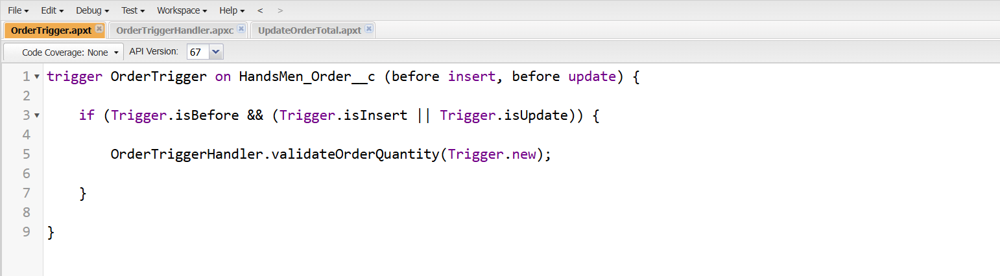 File Edit Debug Test Workspace Help < >
OrderTrigger.apxt OrderTriggerHandler.apxc UpdateOrderTotal.apxt
Code Coverage: None API Version: 67
1 trigger OrderTrigger on HandsMen_Order__c (before insert, before update) {
2
3     if (Trigger.isBefore && (Trigger.isInsert || Trigger.isUpdate)) {
4
5         OrderTriggerHandler.validateOrderQuantity(Trigger.new);
6
7     }
8
9 }